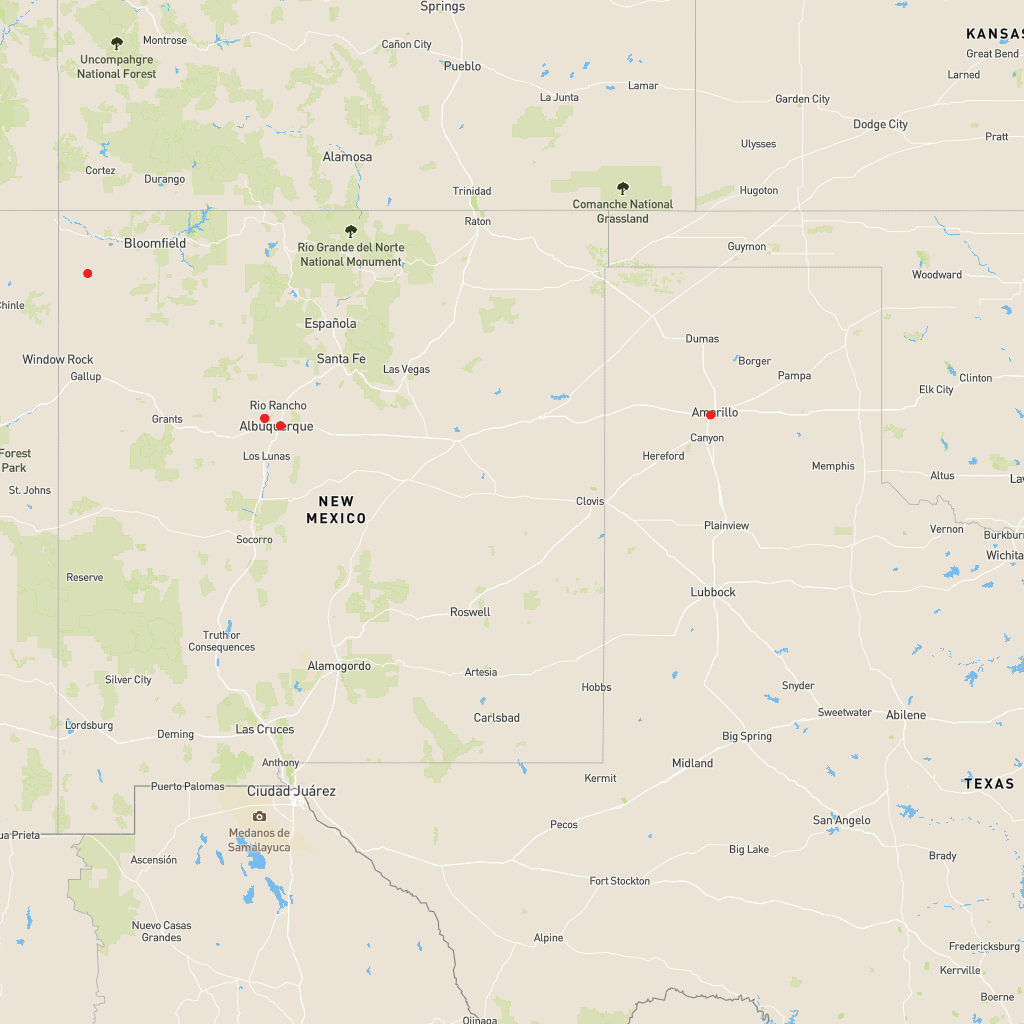 Springs
KANSAS
Montrose
Cañon City
Great Bend
Uncompahgre
National Forest
Pueblo
Larned
Lamar
La Junta
Garden City
Dodge City
Pratt
Ulysses
Alamosa
Cortez
Durango
Trinidad
Hugoton
Comanche National
Grassland
Raton
Bloomfield
Rio Grande del Norte
National Monument
Guymon
Woodward
Chinle
Española
Dumas
Window Rock
Santa Fe
Borger
Gallup
Las Vegas
Pampa
Clinton
Elk City
Rio Rancho
Amarillo
Grants
Albuquerque
Canyon
Forest
Park
Los Lunas
Hereford
Memphis
Altus
St. Johns
NEW
MEXICO
Clovis
Plainview
Vernon
Socorro
Reserve
Lubbock
Roswell
Truth or
Consequences
Alamogordo
Artesia
Silver City
Hobbs
Snyder
Lordsburg
Carlsbad
Sweetwater
Abilene
Las Cruces
Deming
Big Spring
Anthony
Midland
Kermit
TEXAS
Puerto Palomas
Ciudad Juárez
Pecos
San Angelo
ua Prieta
Medanos de
Samalayuca
Big Lake
Ascensión
Brady
Fort Stockton
Nuevo Casas
Grandes
Alpine
Fredericksburg
Kerrville
Boerne
Ojinaga